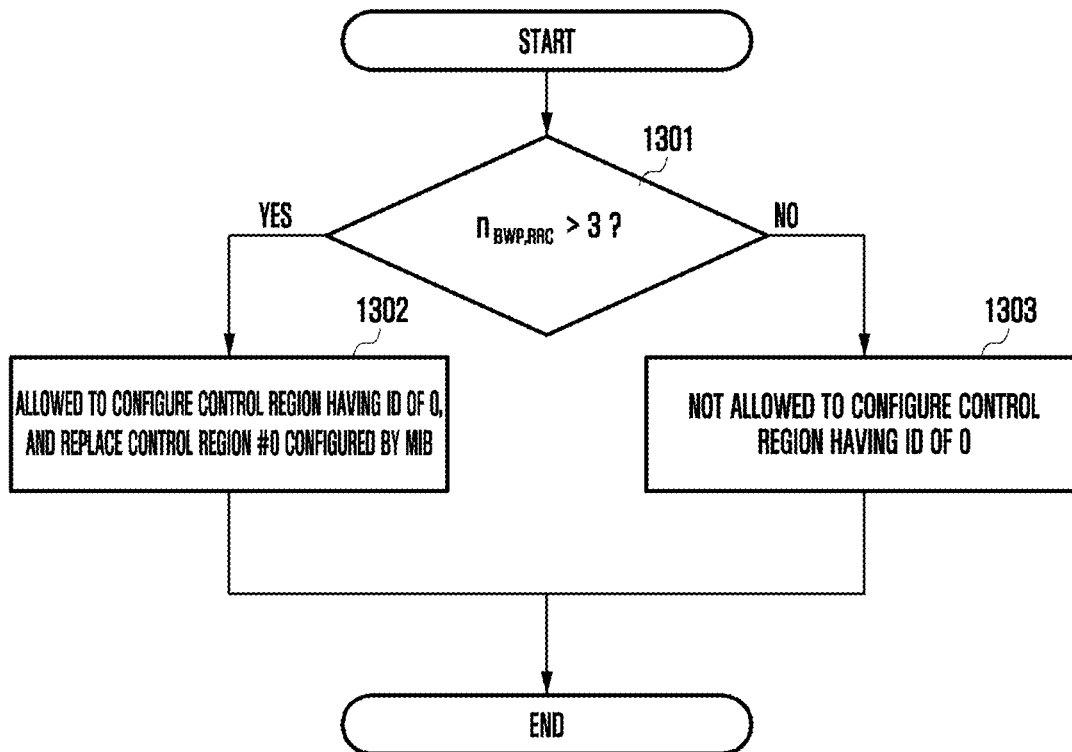 START
1301
YES
n BWP,RRC > 3 ?
NO
1302
1303
ALLOWED TO CONFIGURE CONTROL REGION HAVING ID OF 0,
AND REPLACE CONTROL REGION #0 CONFIGURED BY MIB
NOT ALLOWED TO CONFIGURE CONTROL
REGION HAVING ID OF 0
END